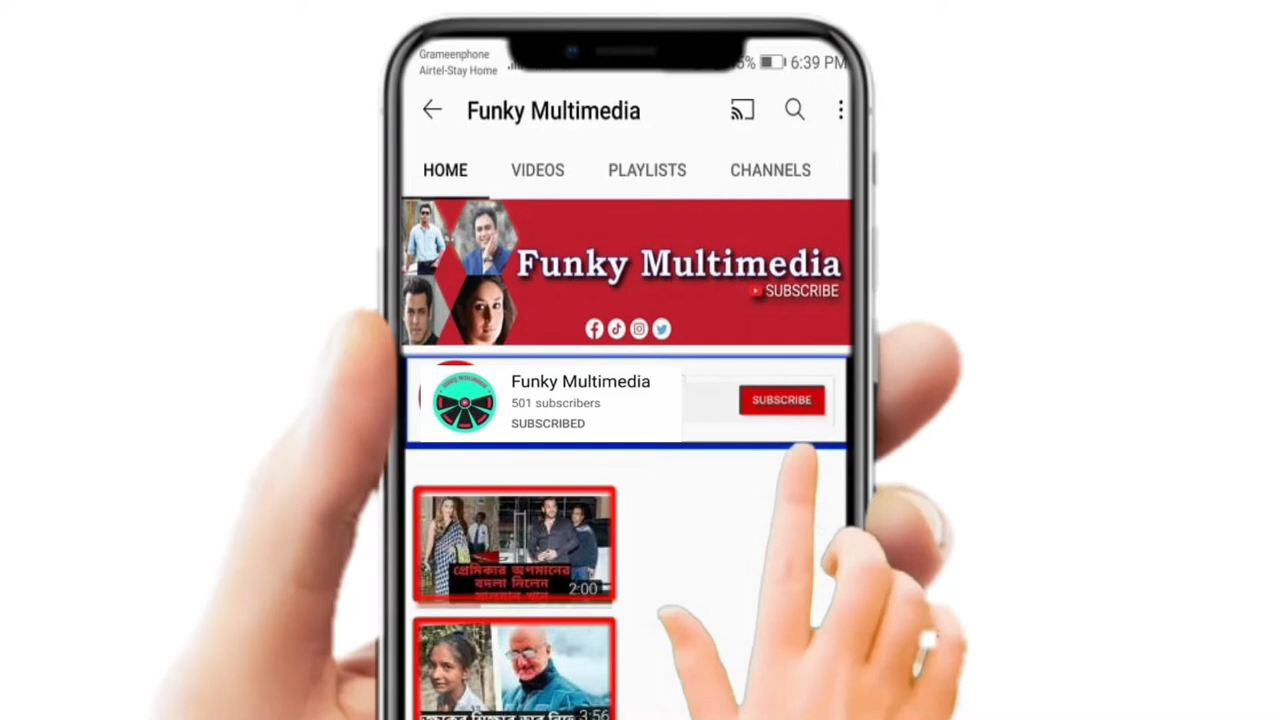 Grameenphone
Airtel-Stay Home
6:39 PM
Funky Multimedia
HOME VIDEOS PLAYLISTS CHANNELS
Funky Multimedia
SUBSCRIBE
Funky Multimedia
501 subscribers
SUBSCRIBED
SUBSCRIBE
প্রেমিকার অপমানের
বদলা নিলেন
সালমান খান
2:00
3:56